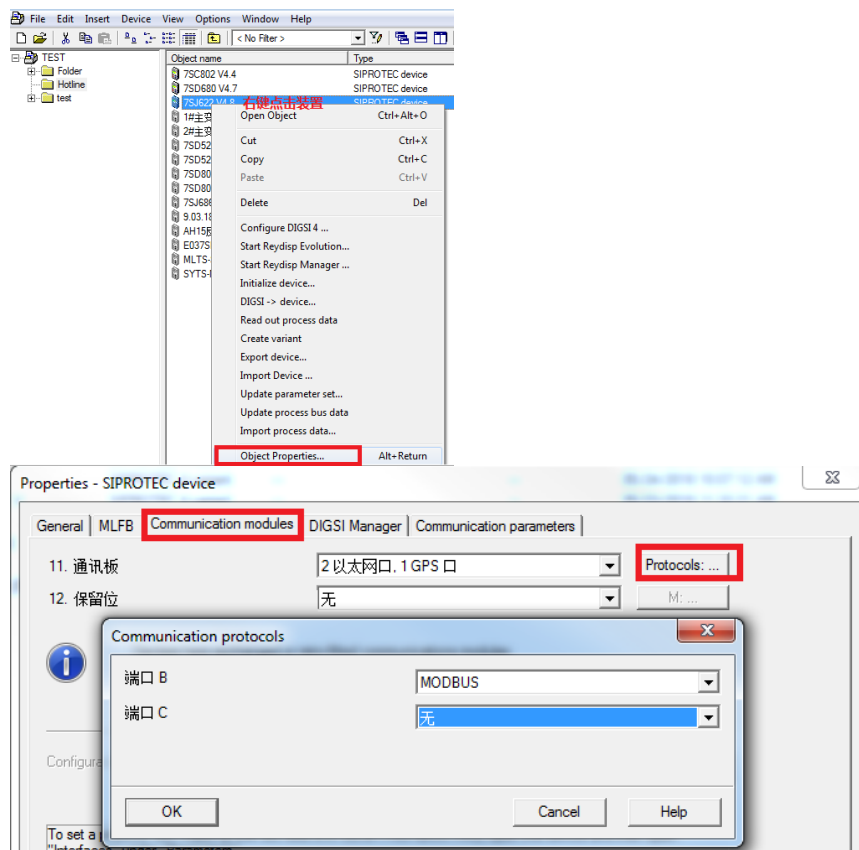 File Edit Insert Device View Options Window Help
< No Filter >
TEST
Folder
Hotline
test
Object name Type
7SC802 V4.4 SIPROTEC device
7SD680 V4.7 SIPROTEC device
7SJ622 V4.8 右键点击装置 SIPROTEC device
1#主变
2#主变
7SD52
7SD52
7SD80
7SD80
7SJ686
9.03.18
AH15
E037S
MLTS-
SYTS-
Open Object Ctrl+Alt+O
Cut Ctrl+X
Copy Ctrl+C
Paste Ctrl+V
Delete Del
Configure DIGSI 4 ...
Start Reydisp Evolution...
Start Reydisp Manager ...
Initialize device...
DIGSI -> device...
Read out process data
Create variant
Export device...
Import Device ...
Update parameter set...
Update process bus data
Import process data...
Object Properties... Alt+Return
Properties - SIPROTEC device
General MLFB Communication modules DIGSI Manager Communication parameters
11. 通讯板 2 以太网口, 1 GPS 口 Protocols: ...
12. 保留位 无 M: ...
Communication protocols
端口 B MODBUS
端口 C 无
Configura
OK Cancel Help
To set a